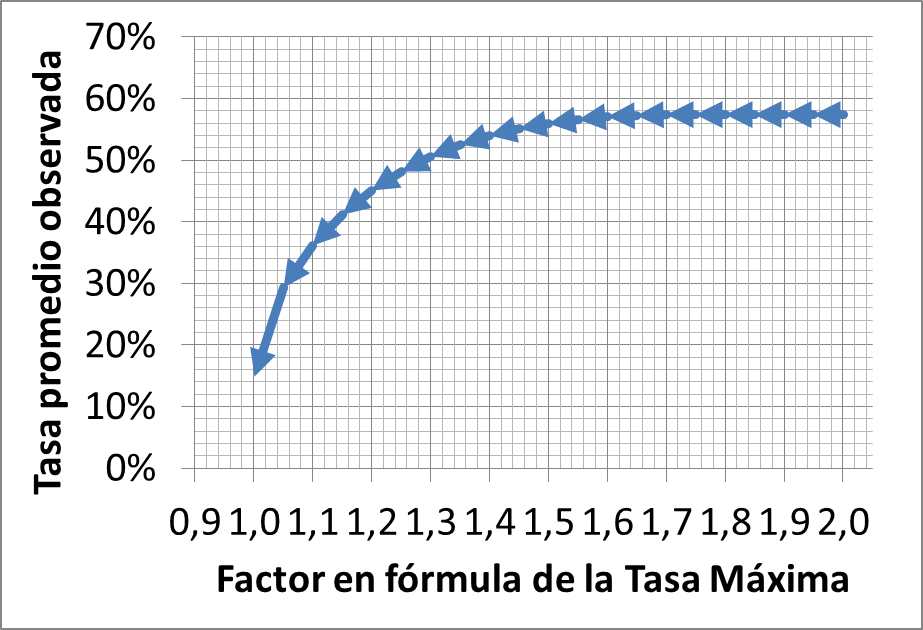 Tasa promedio observada
70%
60%
50%
40%
30%
20%
10%
0%
0,9 1,0 1,1 1,2 1,3 1,4 1,5 1,6 1,7 1,8 1,9 2,0
Factor en fórmula de la Tasa Máxima